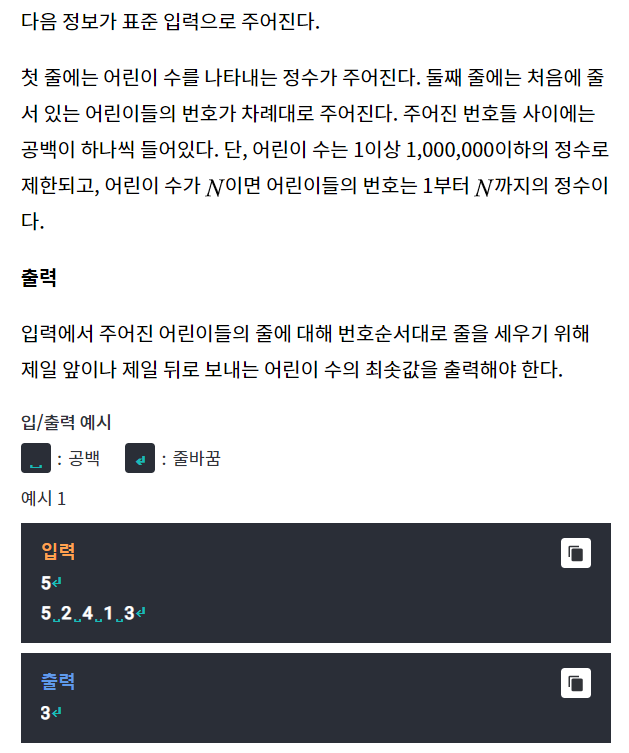 다음 정보가 표준 입력으로 주어진다.
첫 줄에는 어린이 수를 나타내는 정수가 주어진다. 둘째 줄에는 처음에 줄
서 있는 어린이들의 번호가 차례대로 주어진다. 주어진 번호들 사이에는
공백이 하나씩 들어있다. 단, 어린이 수는 1이상 1,000,000이하의 정수로
제한되고, 어린이 수가 N이면 어린이들의 번호는 1부터 N까지의 정수이
다.
출력
입력에서 주어진 어린이들의 줄에 대해 번호순서대로 줄을 세우기 위해
제일 앞이나 제일 뒤로 보내는 어린이 수의 최솟값을 출력해야 한다.
입/출력 예시
␣ : 공백 ↵ : 줄바꿈
예시 1
입력
5↵
5␣2␣4␣1␣3↵
출력
3↵